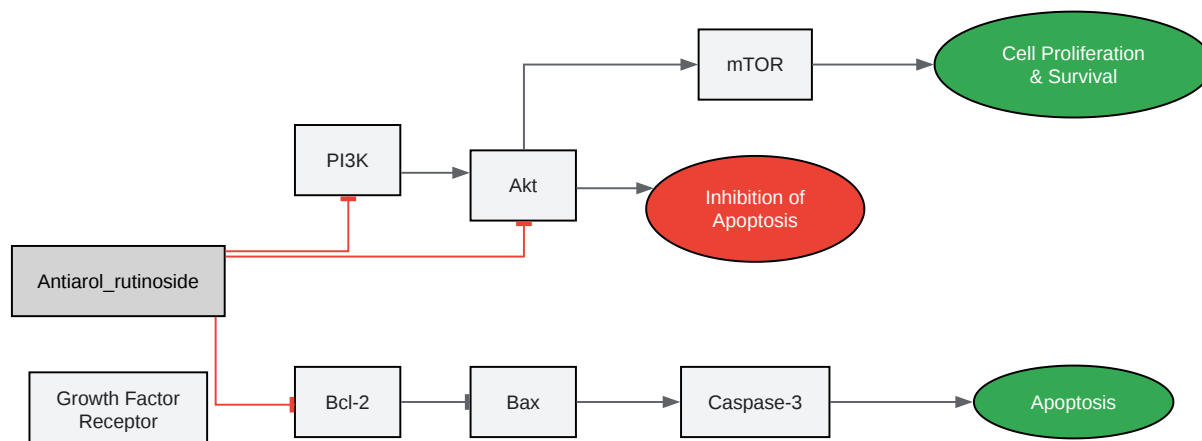 Cell Proliferation
& Survival
mTOR
PI3K
Akt
Inhibition of
Apoptosis
Antiarol_rutinoside
Growth Factor
Receptor
Bcl-2
Bax
Caspase-3
Apoptosis